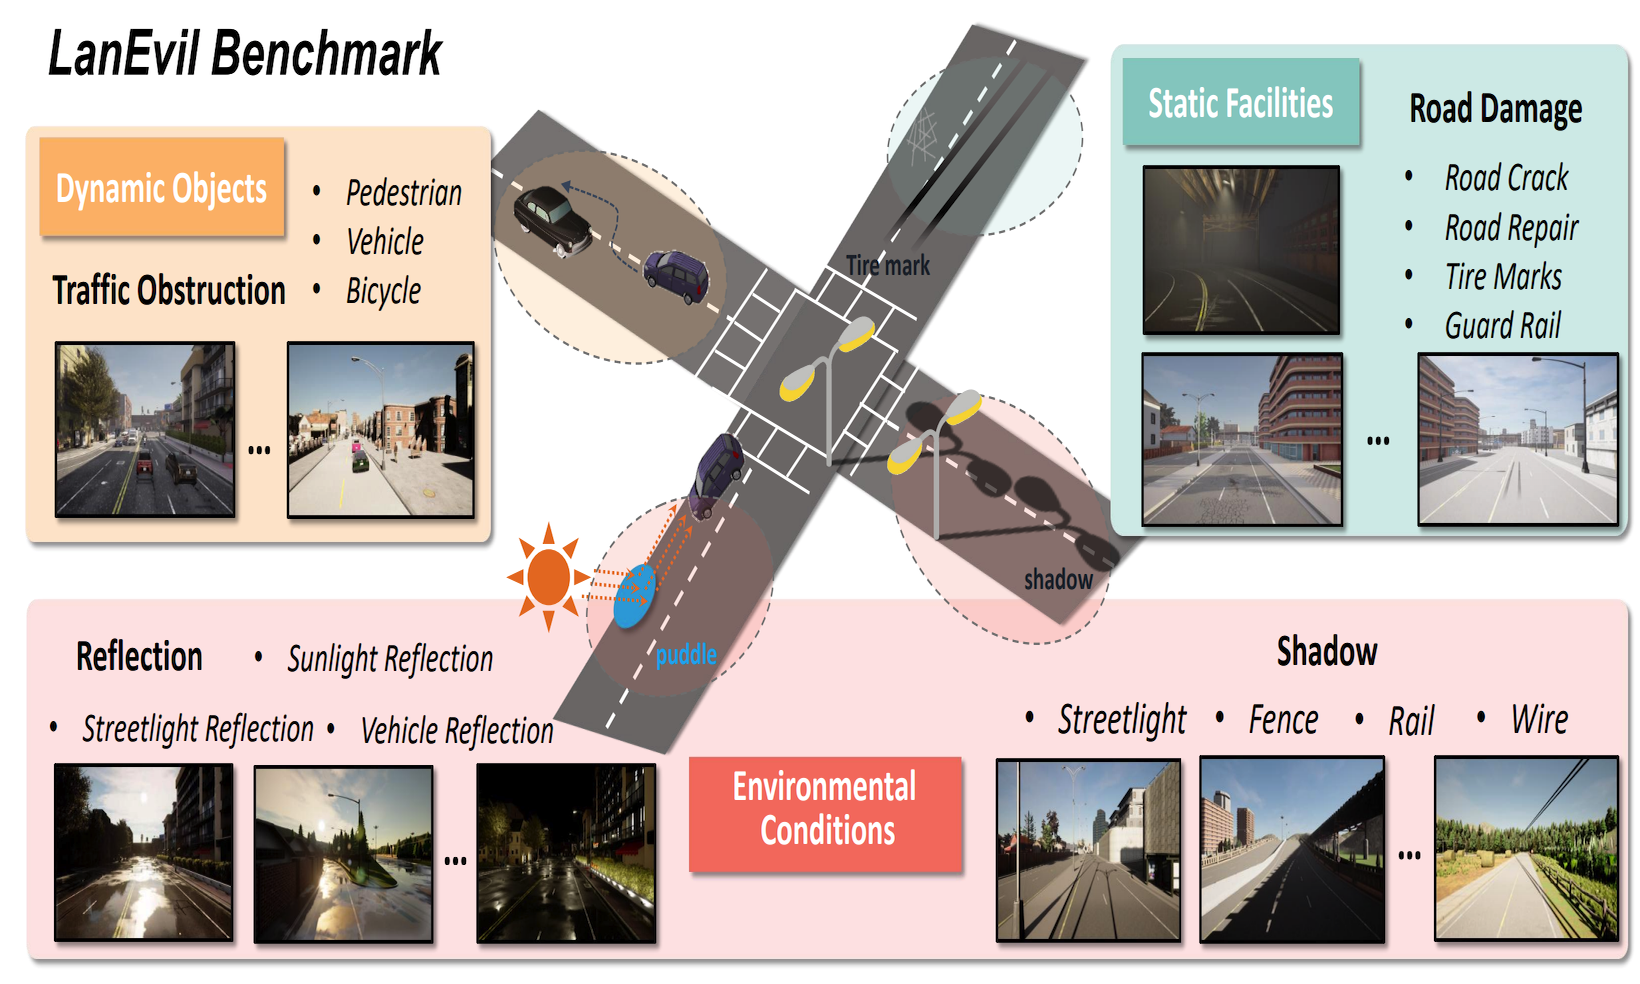 LanEvil Benchmark
Dynamic Objects
• Pedestrian
• Vehicle
Traffic Obstruction
• Bicycle
...
Tire mark
shadow
puddle
Static Facilities
Road Damage
• Road Crack
• Road Repair
• Tire Marks
• Guard Rail
...
Reflection
• Sunlight Reflection
• Streetlight Reflection
• Vehicle Reflection
...
Environmental
Conditions
Shadow
• Streetlight
• Fence
• Rail
• Wire
...